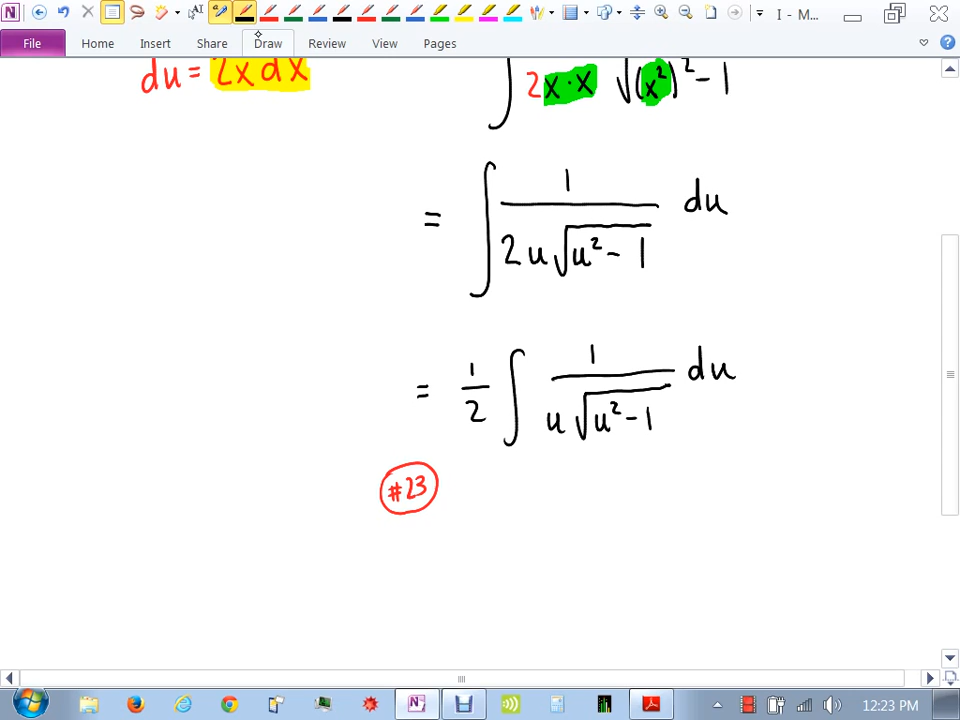 I - M...
File Home Insert Share Draw Review View Pages
du = 2x dx
∫ 2x·x √(x²)² - 1
= ∫ 1 / (2u√(u² - 1)) du
= 1/2 ∫ 1 / (u√(u² - 1)) du
#23
12:23 PM